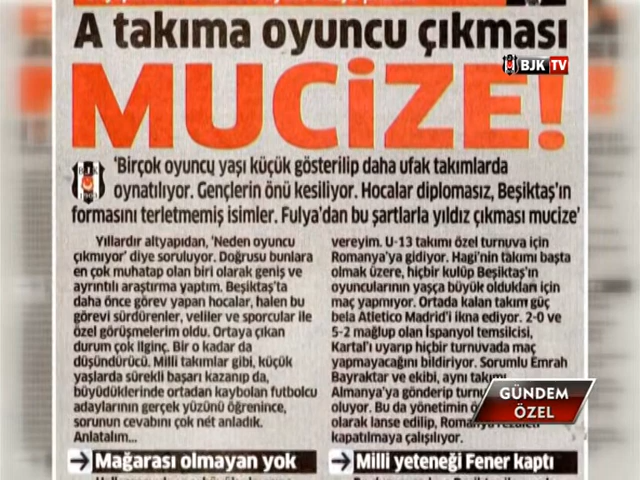 A takıma oyuncu çıkması
BJK TV
MUCİZE!
BJK
1903
'Birçok oyuncu yaşı küçük gösterilip daha ufak takımlarda
oynatılıyor. Gençlerin önü kesiliyor. Hocalar diplomasız, Beşiktaş'ın
formasını terletmemiş isimler. Fulya'dan bu şartlarla yıldız çıkması mucize'
Yıllardır altyapıdan, 'Neden oyuncu
çıkmıyor' diye soruluyor. Doğrusu bunlara
en çok muhatap olan biri olarak geniş ve
ayrıntılı araştırma yaptım. Beşiktaş'ta
daha önce görev yapan hocalar, halen bu
görevi sürdürenler, veliler ve sporcular ile
özel görüşmelerim oldu. Ortaya çıkan
durum çok ilginç. Bir o kadar da
düşündürücü. Milli takımlar gibi, küçük
yaşlarda sürekli başarı kazanıp da,
büyüdüklerinde ortadan kaybolan futbolcu
adaylarının gerçek yüzünü öğrenince,
sorunun cevabını çok net anladık.
Anlatalım...
Mağarası olmayan yok
vereyim. U-13 takımı özel turnuva için
Romanya'ya gidiyor. Hagi'nin takımı başta
olmak üzere, hiçbir kulüp Beşiktaş'ın
oyuncularının yaşça büyük oldukları için
maç yapmıyor. Ortada kalan takım güç
bela Atletico Madrid'i ikna ediyor. 2-0 ve
5-2 mağlup olan İspanyol temsilcisi,
Kartal'ı uyarıp hiçbir turnuvada maç
yapmayacağını bildiriyor. Sorumlu Emrah
Bayraktar ve ekibi, aynı takımı
Almanya'ya gönderip
oluyor. Bu da yönetimin
olarak lanse edilip,
kapatılmaya çalışılıyor.
Milli yeteneği Fener kaptı
GÜNDEM
ÖZEL